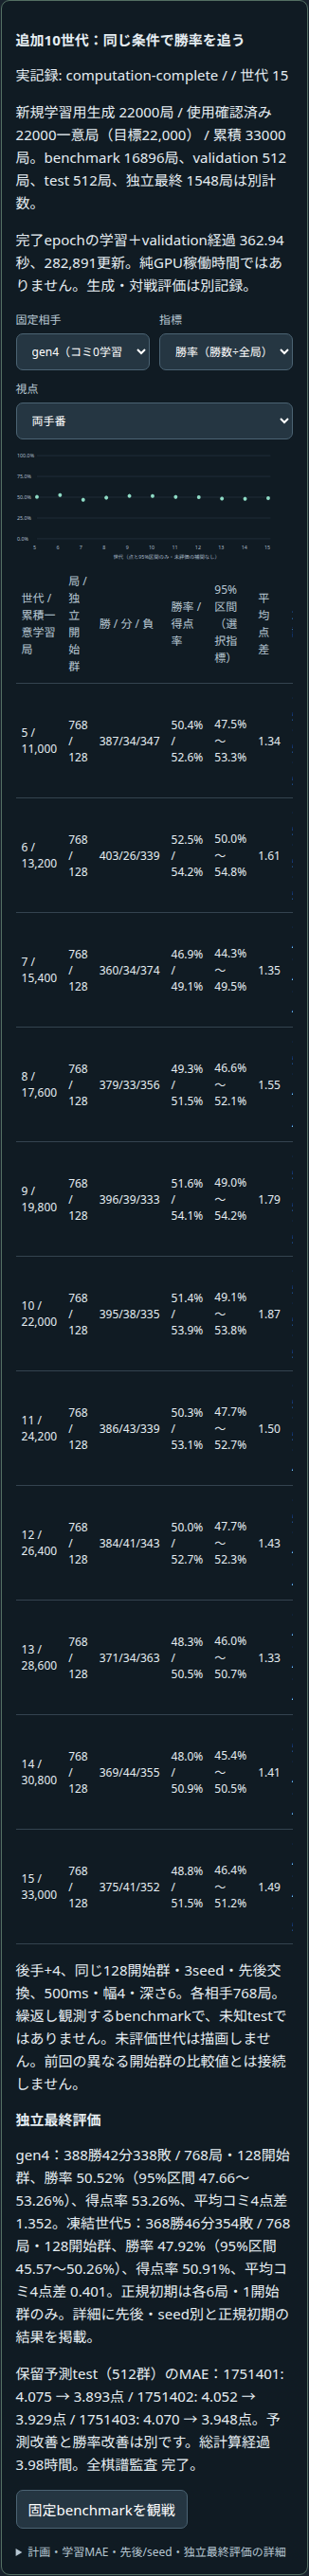 追加10世代：同じ条件で勝率を追う
実記録: computation-complete / / 世代 15
新規学習用生成 22000局 / 使用確認済み
22000一意局（目標22,000） / 累積 33000
局。benchmark 16896局、validation 512
局、test 512局、独立最終 1548局は別計
数。
完了epochの学習＋validation経過 362.94
秒、282,891更新。純GPU稼働時間ではあ
りません。生成・対戦評価は別記録。
固定相手 指標
gen4（コミ0学習 勝率（勝数÷全局）
視点
両手番
100.0%
75.0%
50.0%
25.0%
0.0%
5 6 7 8 9 10 11 12 13 14 15
世代（点と95%区間のみ・未評価の補間なし）
世代 /
累積一
意学習
局
局 /
独
立
開
始
群
勝 / 分 / 負
勝率 /
得点
率
95%
区間
（選
択指
標）
平
均
点
差
5 /
11,000
768
/
128
387/34/347
50.4%
/
52.6%
47.5%
～
53.3%
1.34
6 /
13,200
768
/
128
403/26/339
52.5%
/
54.2%
50.0%
～
54.8%
1.61
7 /
15,400
768
/
128
360/34/374
46.9%
/
49.1%
44.3%
～
49.5%
1.35
8 /
17,600
768
/
128
379/33/356
49.3%
/
51.5%
46.6%
～
52.1%
1.55
9 /
19,800
768
/
128
396/39/333
51.6%
/
54.1%
49.0%
～
54.2%
1.79
10 /
22,000
768
/
128
395/38/335
51.4%
/
53.9%
49.1%
～
53.8%
1.87
11 /
24,200
768
/
128
386/43/339
50.3%
/
53.1%
47.7%
～
52.7%
1.50
12 /
26,400
768
/
128
384/41/343
50.0%
/
52.7%
47.7%
～
52.3%
1.43
13 /
28,600
768
/
128
371/34/363
48.3%
/
50.5%
46.0%
～
50.7%
1.33
14 /
30,800
768
/
128
369/44/355
48.0%
/
50.9%
45.4%
～
50.5%
1.41
15 /
33,000
768
/
128
375/41/352
48.8%
/
51.5%
46.4%
～
51.2%
1.49
後手+4、同じ128開始群・3seed・先後交
換、500ms・幅4・深さ6。各相手768局。
繰返し観測するbenchmarkで、未知testで
はありません。未評価世代は描画しませ
ん。前回の異なる開始群の比較値とは接続
しません。
独立最終評価
gen4：388勝42分338敗 / 768局・128開始
群、勝率 50.52%（95%区間 47.66～
53.26%）、得点率 53.26%、平均コミ4点差
1.352。凍結世代5：368勝46分354敗 / 768
局・128開始群、勝率 47.92%（95%区間
45.57～50.26%）、得点率 50.91%、平均コ
ミ4点差 0.401。正規初期は各6局・1開始
群のみ。詳細に先後・seed別と正規初期の
結果を掲載。
保留予測test（512群）のMAE：1751401:
4.075 → 3.893点 / 1751402: 4.052 →
3.929点 / 1751403: 4.070 → 3.948点。予
測改善と勝率改善は別です。総計算経過
3.98時間。全棋譜監査 完了。
固定benchmarkを観戦
▶ 計画・学習MAE・先後/seed・独立最終評価の詳細